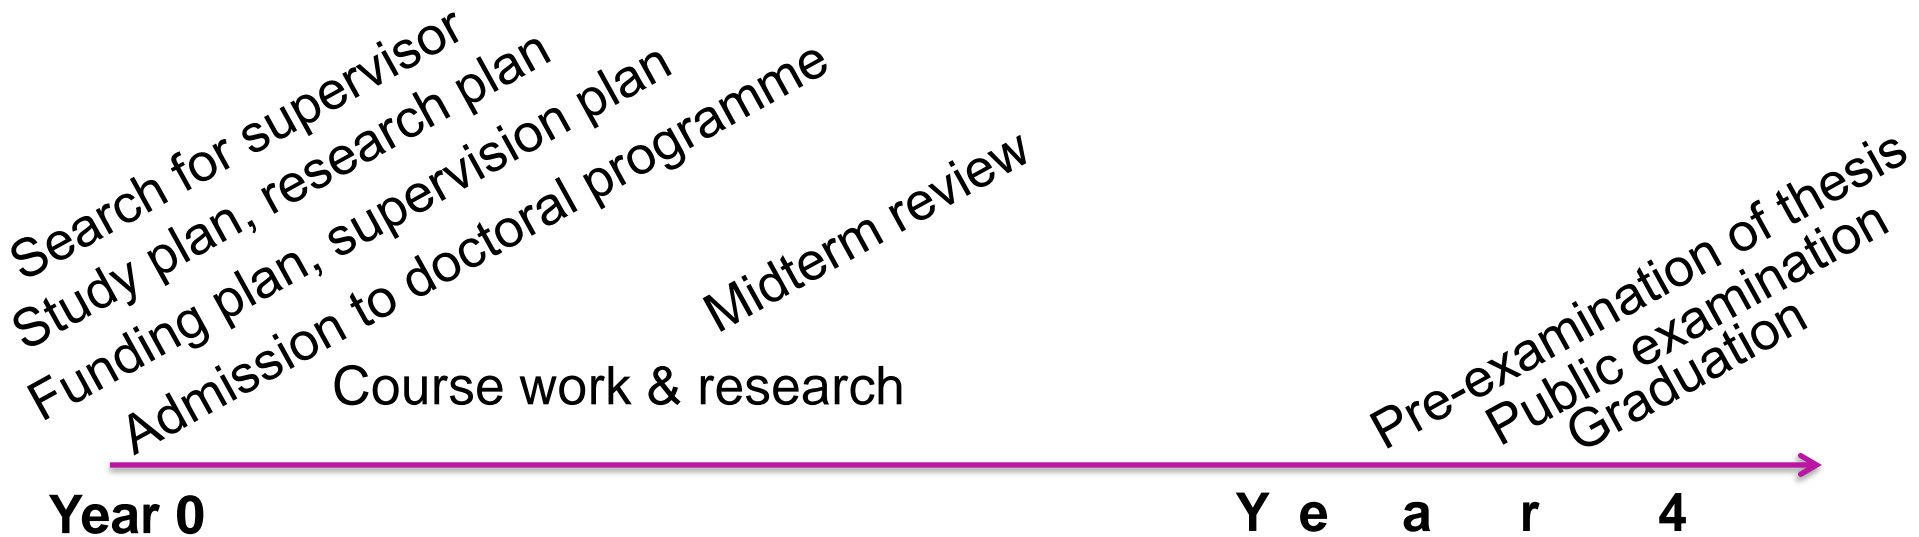 Search for supervisor
Study plan, research plan
Funding plan, supervision plan
Admission to doctoral programme
Course work & research
Midterm review
Pre-examination of thesis
Public examination
Graduation
Year 0
Y e a r 4